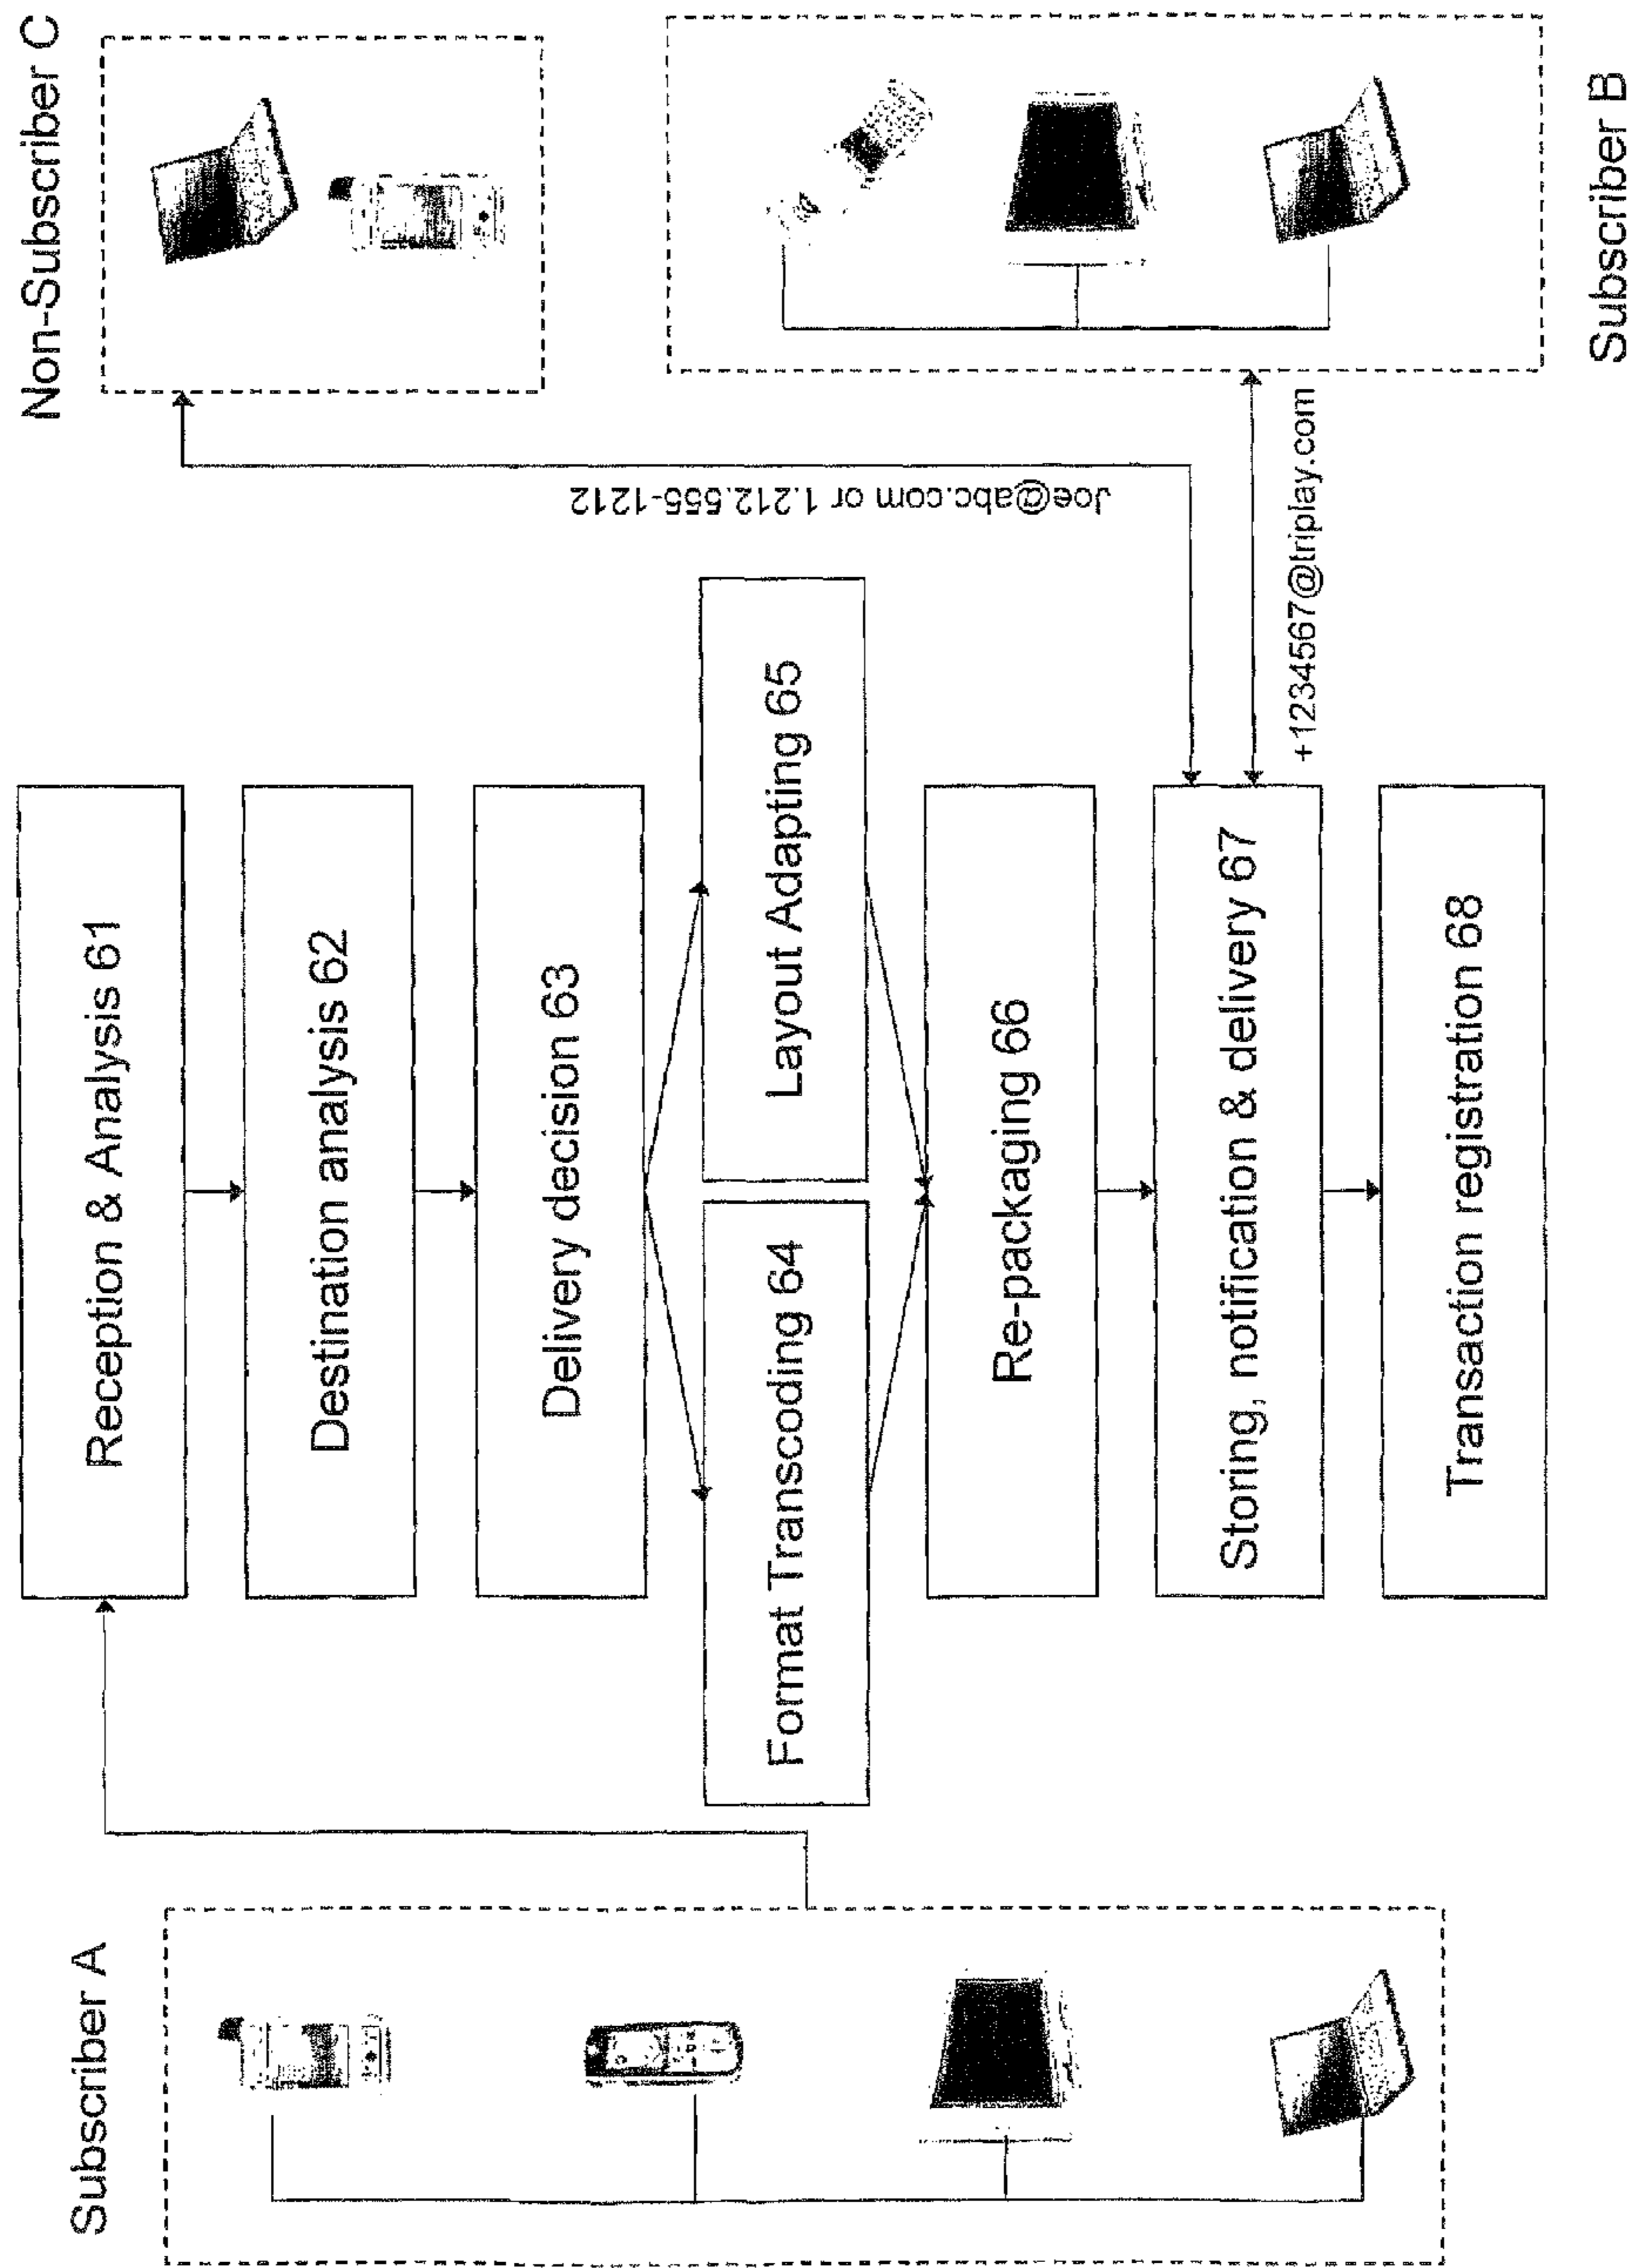 Subscriber A
Reception & Analysis 61
Destination analysis 62
Delivery decision 63
Format Transcoding 64
Layout Adapting 65
Re-packaging 66
Storing, notification & delivery 67
Transaction registration 68
Non-Subscriber C
Joe@abc.com or 1.212.555-1212
+1234567@triplay.com
Subscriber B